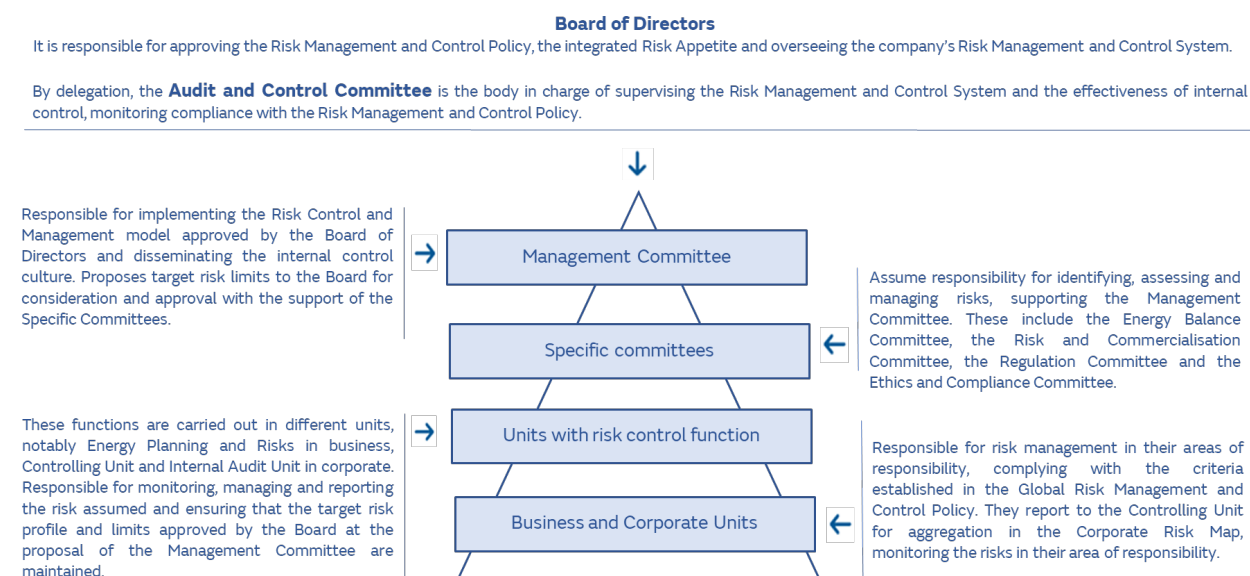 Board of Directors
It is responsible for approving the Risk Management and Control Policy, the integrated Risk Appetite and overseeing the company's Risk Management and Control System.
By delegation, the Audit and Control Committee is the body in charge of supervising the Risk Management and Control System and the effectiveness of internal
control, monitoring compliance with the Risk Management and Control Policy.
Responsible for implementing the Risk Control and
Management model approved by the Board of
Directors and disseminating the internal control
culture. Proposes target risk limits to the Board for
consideration and approval with the support of the
Specific Committees.
Management Committee
Assume responsibility for identifying, assessing and
managing risks, supporting the Management
Committee. These include the Energy Balance
Committee, the Risk and Commercialisation
Committee, the Regulation Committee and the
Ethics and Compliance Committee.
Specific committees
These functions are carried out in different units,
notably Energy Planning and Risks in business,
Controlling Unit and Internal Audit Unit in corporate.
Responsible for monitoring, managing and reporting
the risk assumed and ensuring that the target risk
profile and limits approved by the Board at the
proposal of the Management Committee are
maintained.
Units with risk control function
Responsible for risk management in their areas of
responsibility, complying with the criteria
established in the Global Risk Management and
Control Policy. They report to the Controlling Unit
for aggregation in the Corporate Risk Map,
monitoring the risks in their area of responsibility.
Business and Corporate Units